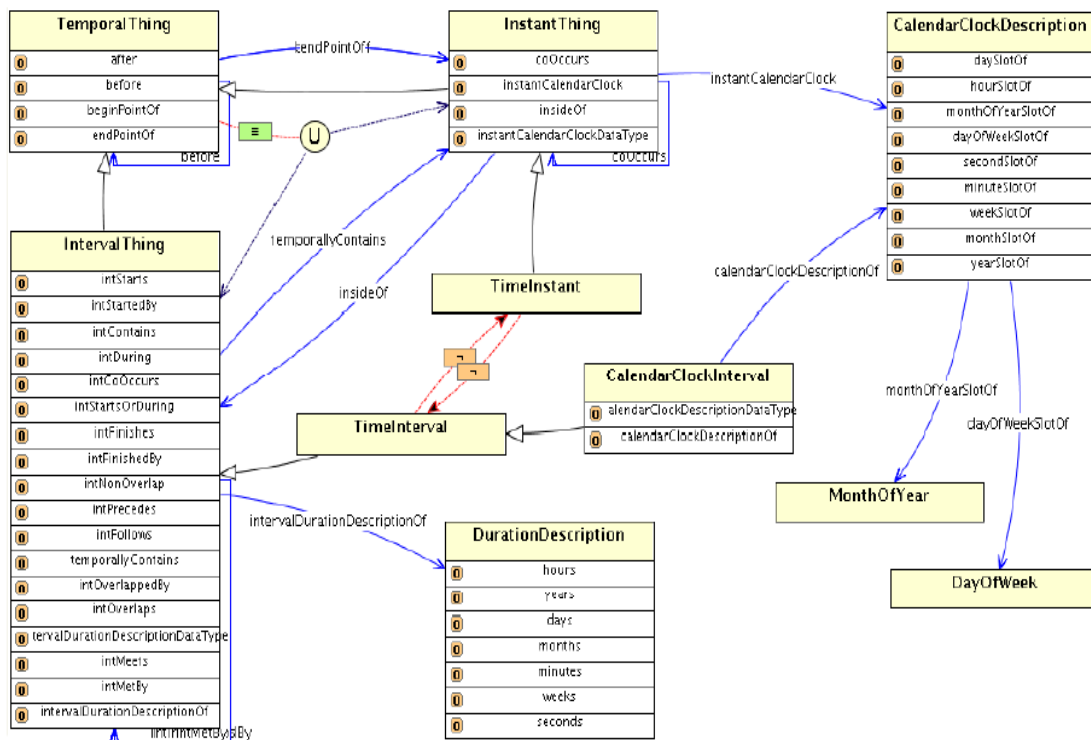 TemporalThing
after
before
beginPointOf
endPointOf
before
InstantThing
coOccurs
instantCalendarClock
insideOf
instantCalendarClockDataType
coOccurs
CalendarClockDescription
daySlotOf
hourSlotOf
monthOfYearSlotOf
dayOfWeekSlotOf
secondSlotOf
minuteSlotOf
weekSlotOf
monthSlotOf
yearSlotOf
instantCalendarClock
=
U
IntervalThing
intStarts
intStartedBy
intContains
intDuring
intCoOccurs
intStartsOrDuring
intFinishes
intFinishedBy
intNonOverlap
intPrecedes
intFollows
temporallyContains
intOverlappedBy
intOverlaps
tervalDurationDescriptionDataType
intMeets
intMetBy
intervalDurationDescriptionOf
temporallyContains
insideOf
TimeInstant
¬
¬
TimeInterval
calendarClockDescriptionOf
CalendarClockInterval
alendarClockDescriptionDataType
calendarClockDescriptionOf
monthOfYearSlotOf
dayOfWeekSlotOf
MonthOfYear
DayOfWeek
intervalDurationDescriptionOf
DurationDescription
hours
years
days
months
minutes
weeks
seconds